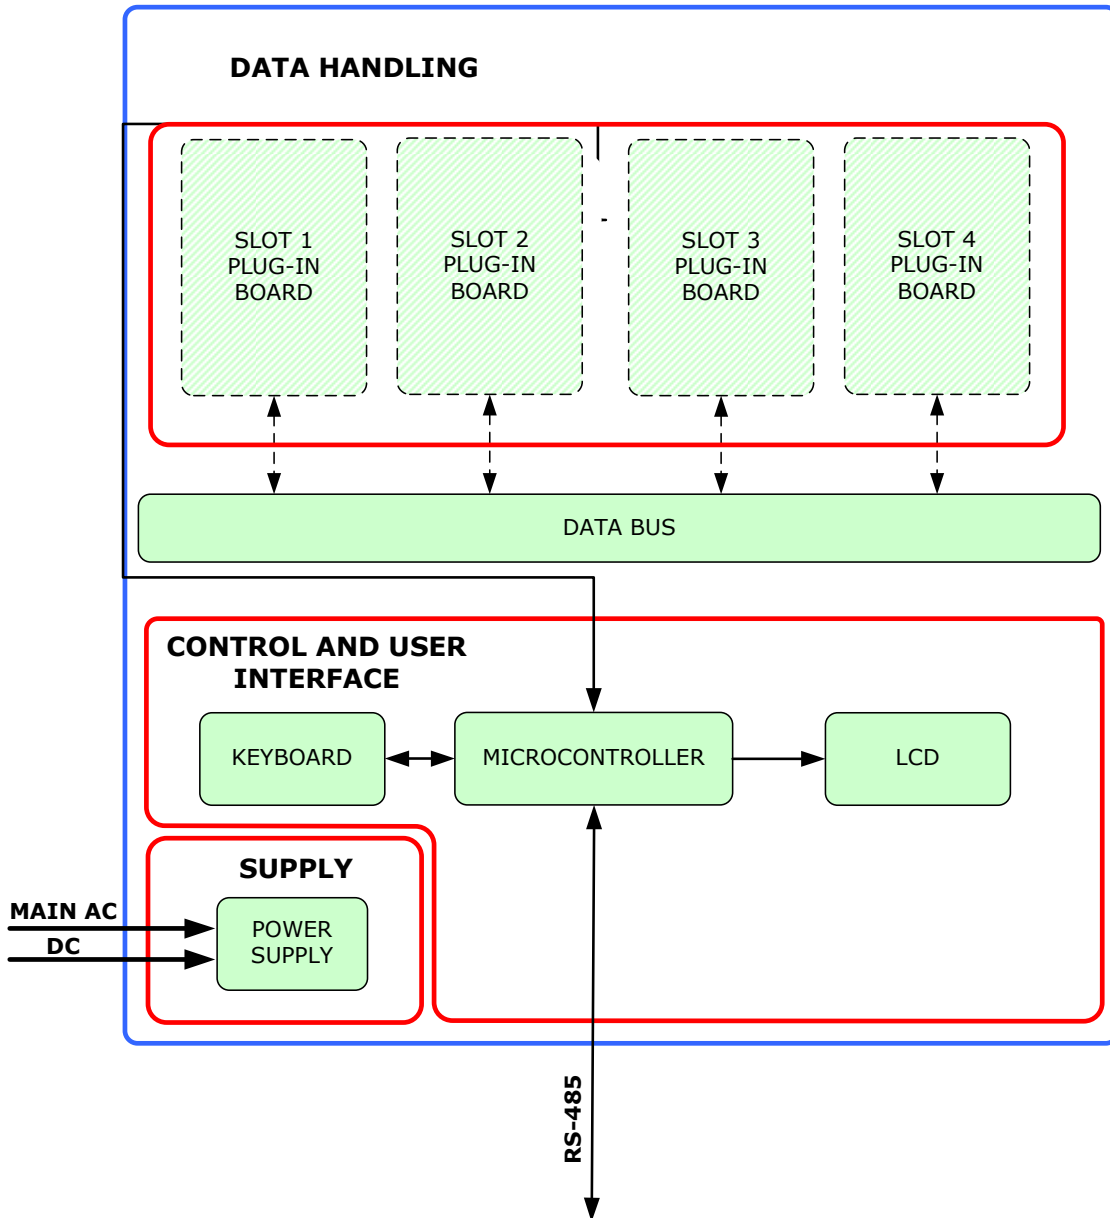 DATA HANDLING
SLOT 1
PLUG-IN
BOARD
SLOT 2
PLUG-IN
BOARD
SLOT 3
PLUG-IN
BOARD
SLOT 4
PLUG-IN
BOARD
DATA BUS
CONTROL AND USER
INTERFACE
KEYBOARD
MICROCONTROLLER
LCD
SUPPLY
MAIN AC
DC
POWER
SUPPLY
RS-485